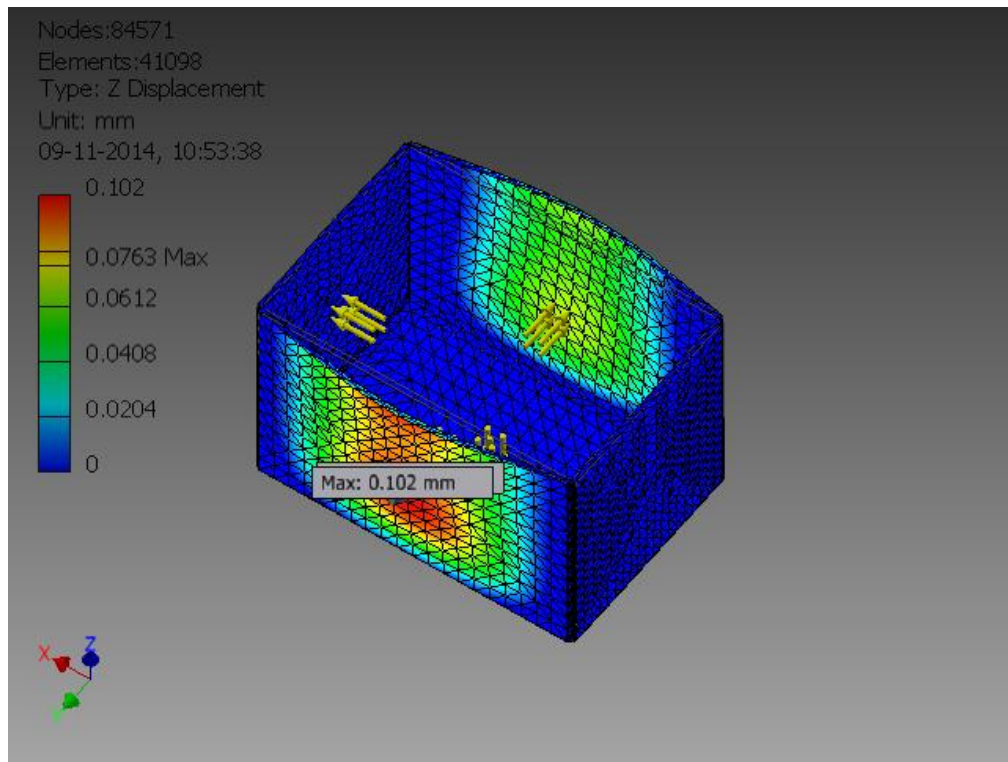 Nodes:84571
Elements:41098
Type: Z Displacement
Unit: mm
09-11-2014, 10:53:38
0.102
0.0763 Max
0.0612
0.0408
0.0204
0
Max: 0.102 mm
X
Z